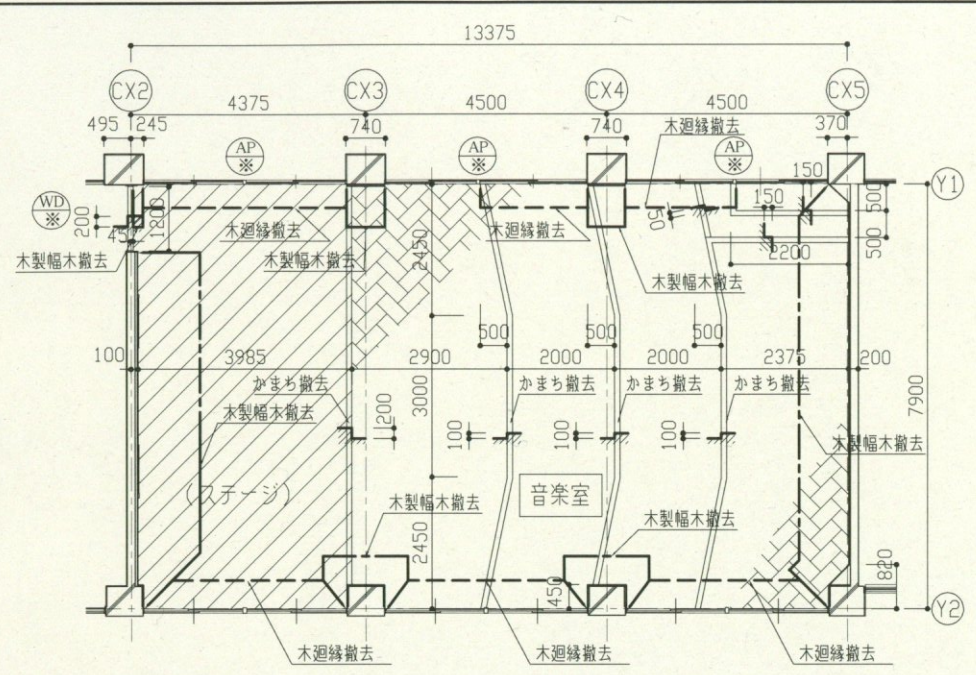 13375
CX2
CX3
CX4
CX5
4375
4500
4500
495
245
740
740
370
木廻縁撤去
AP
※
AP
※
AP
※
150
Y1
WD
※
200
45
1800
木廻縁撤去
2450
木廻縁撤去
50
150
500
500
木製幅木撤去
木製幅木撤去
木製幅木撤去
2200
500
500
500
100
3985
2900
2000
2000
2375
200
かまち撤去
かまち撤去
かまち撤去
かまち撤去
木製幅木撤去
200
3000
100
100
100
7900
木製幅木撤去
(ステージ)
音楽室
木製幅木撤去
木製幅木撤去
2450
450
820
Y2
木廻縁撤去
木廻縁撤去
木廻縁撤去